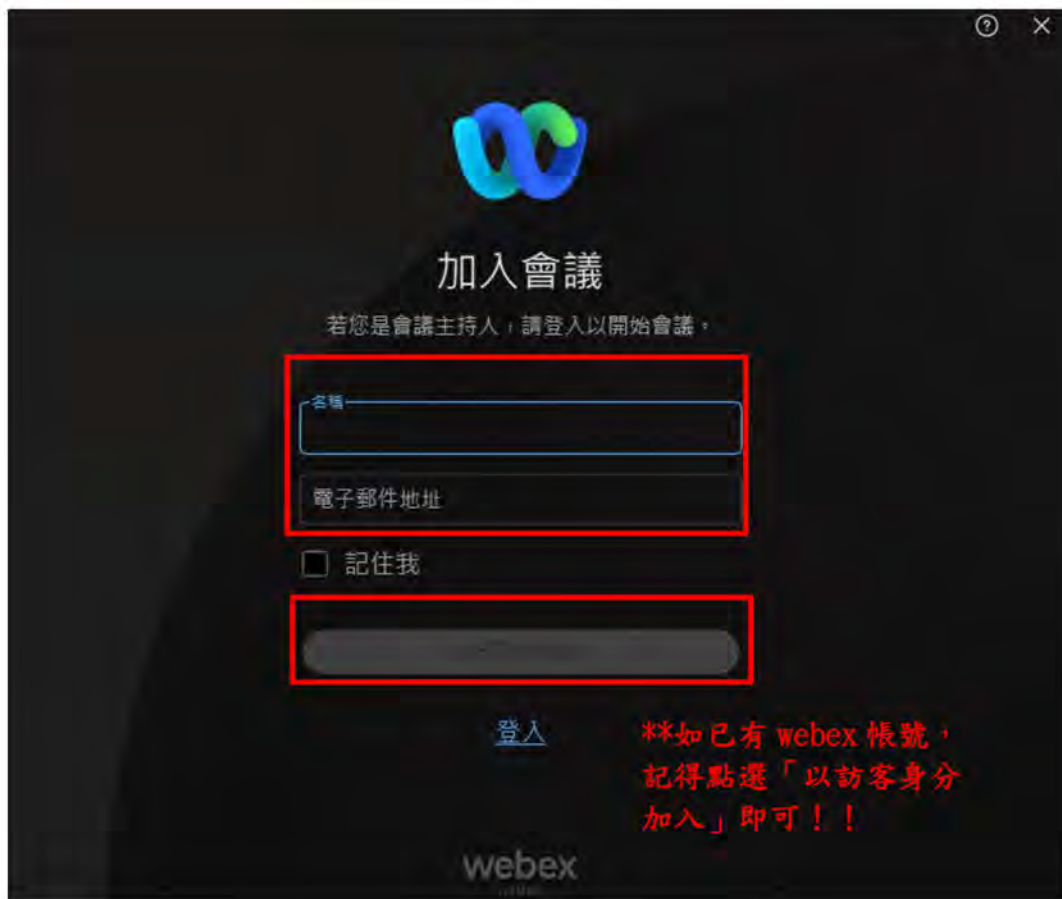 加入會議
若您是會議主持人，請登入以開始會議。
名稱
電子郵件地址
記住我
登入
**如已有 webex 帳號，
記得點選「以訪客身分
加入」即可！！
webex